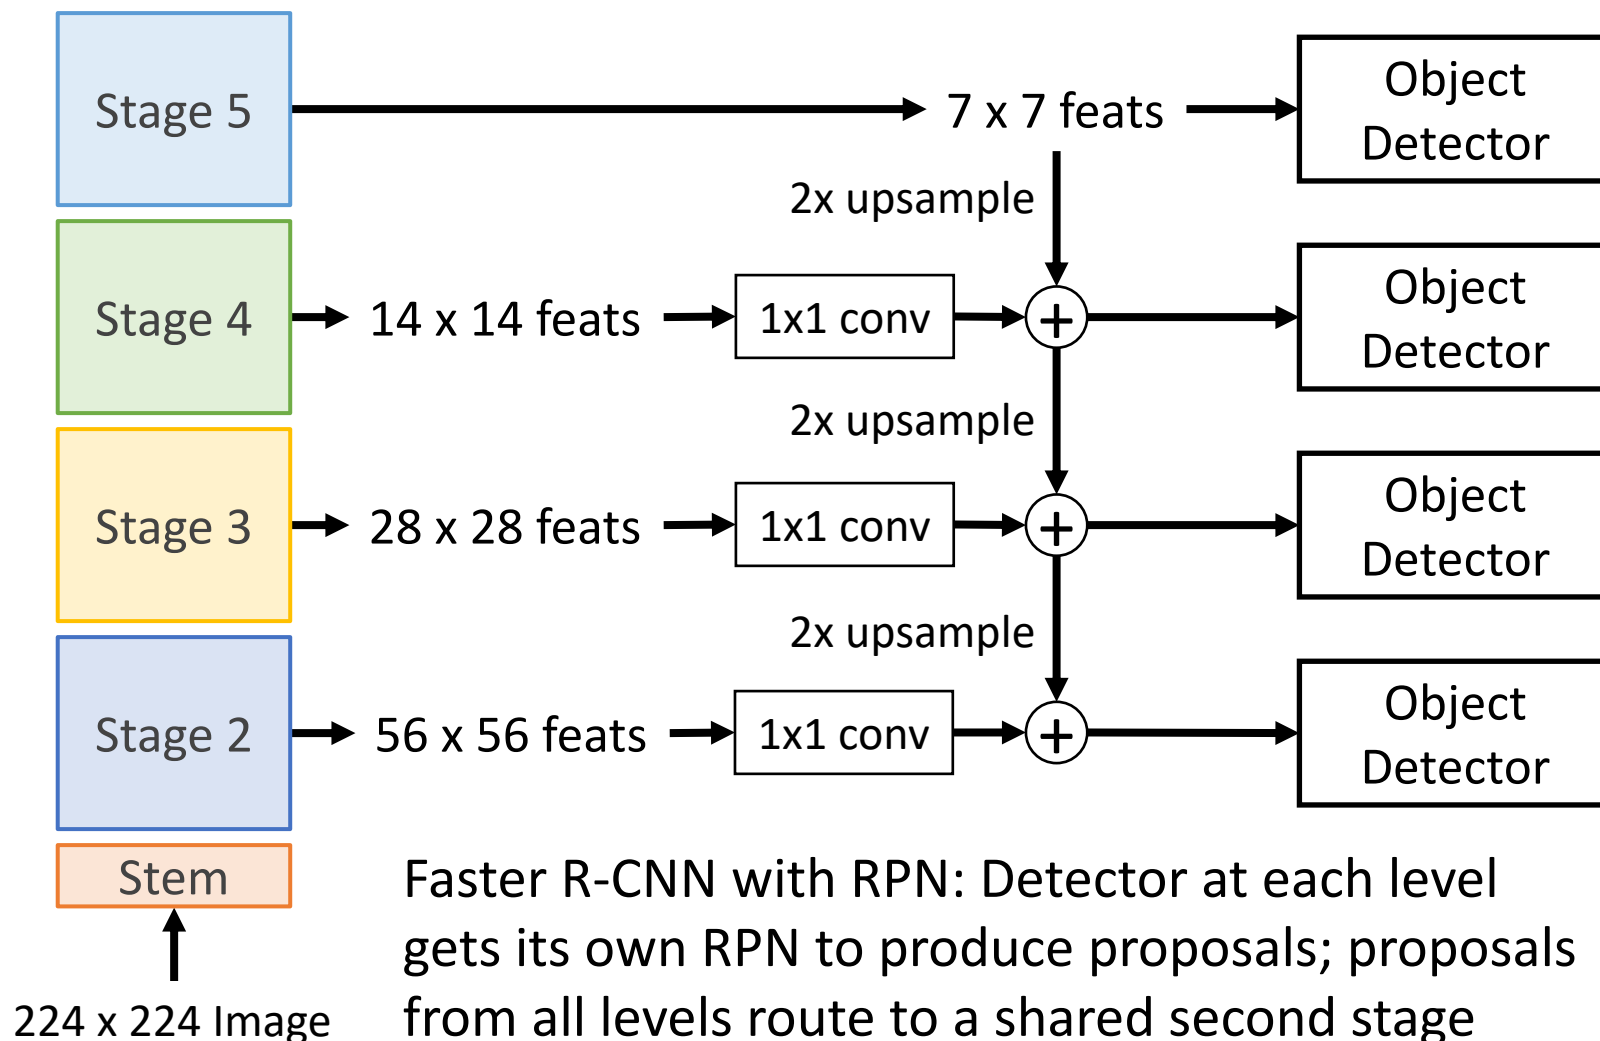 Stage 5
7 x 7 feats
Object
Detector
2x upsample
Stage 4
14 x 14 feats
1x1 conv
+
Object
Detector
2x upsample
Stage 3
28 x 28 feats
1x1 conv
+
Object
Detector
2x upsample
Stage 2
56 x 56 feats
1x1 conv
+
Object
Detector
Stem
224 x 224 Image
Faster R-CNN with RPN: Detector at each level
gets its own RPN to produce proposals; proposals
from all levels route to a shared second stage